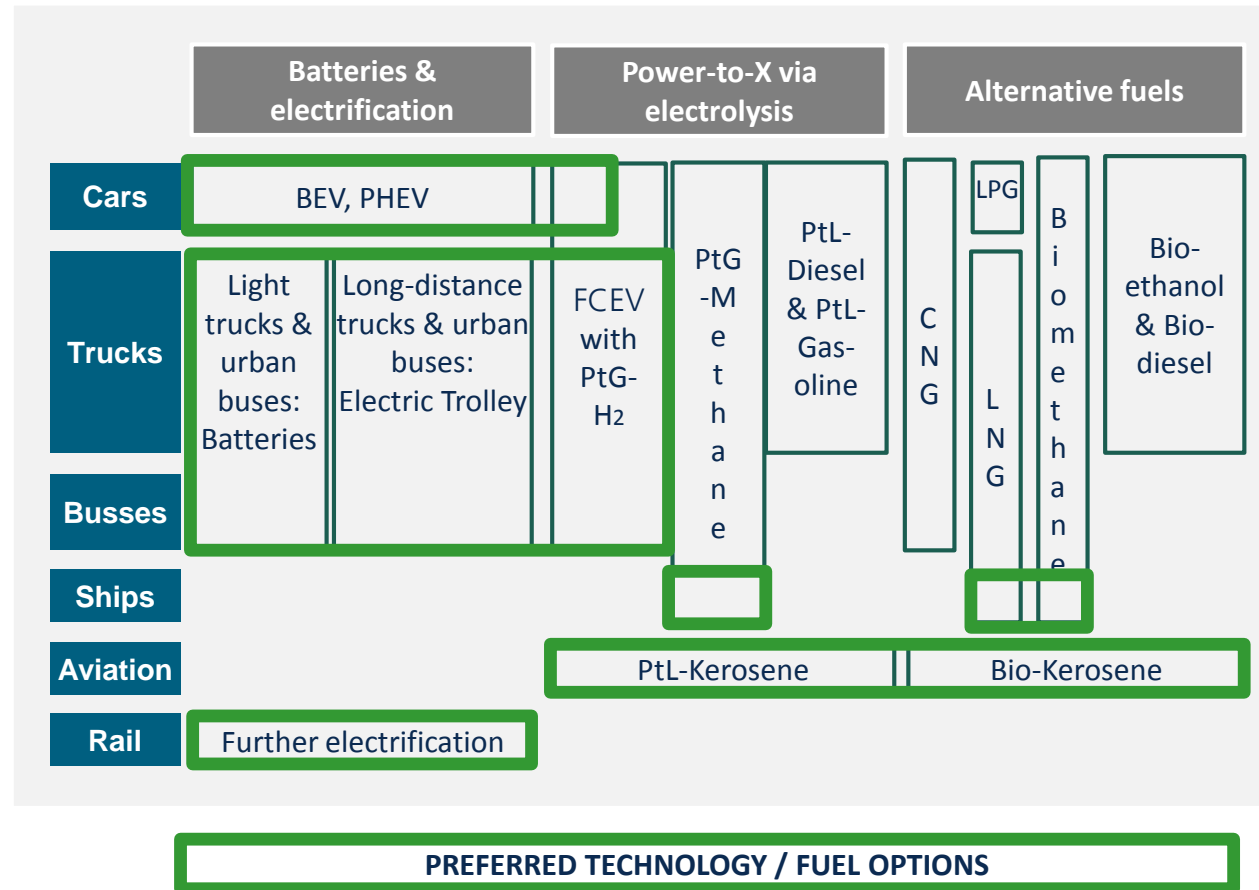 Batteries &
electrification
Power-to-X via
electrolysis
Alternative fuels
Cars
BEV, PHEV
LPG
Trucks
Light
trucks &
urban
buses:
Batteries
Long-distance
trucks & urban
buses:
Electric Trolley
FCEV
with
PtG-
H2
PtG
-M
e
t
h
a
n
e
PtL-
Diesel
& PtL-
Gas-
oline
C
N
G
L
N
G
B
i
o
m
e
t
h
a
n
e
Bio-
ethanol
& Bio-
diesel
Busses
Ships
Aviation
PtL-Kerosene
Bio-Kerosene
Rail
Further electrification
PREFERRED TECHNOLOGY / FUEL OPTIONS